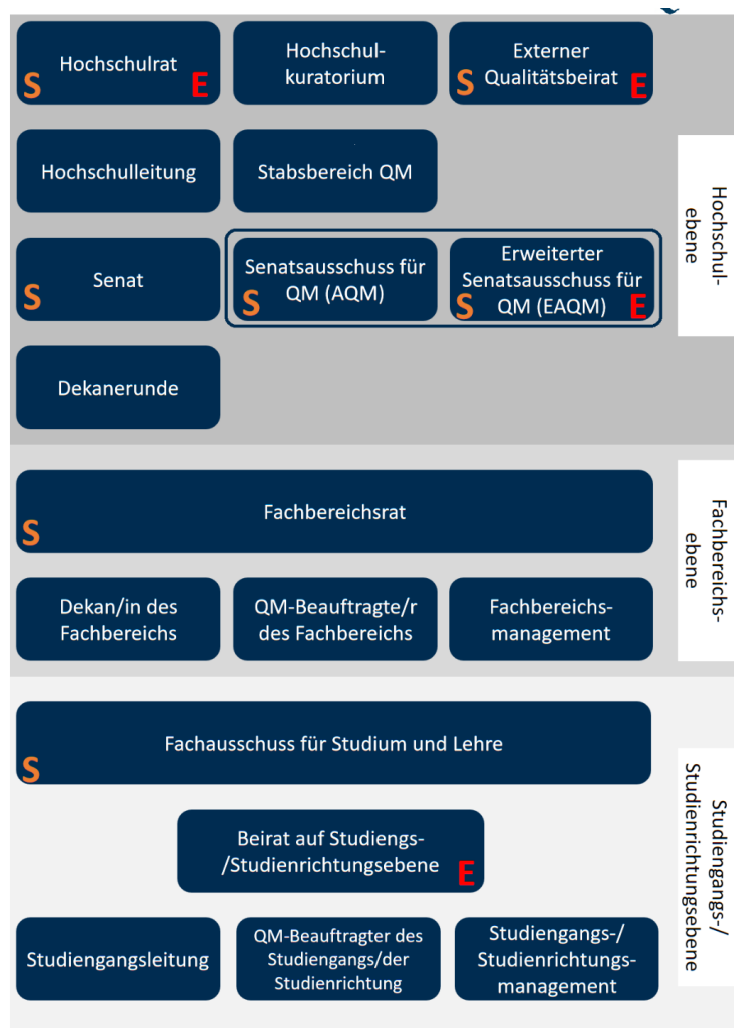 Hochschulrat
S
E
Hochschul-
kuratorium
Externer
Qualitätsbeirat
S
E
Hochschulleitung
Stabsbereich QM
Hochschul-
ebene
Senat
S
Senatsausschuss für
QM (AQM)
S
Erweiterter
Senatsausschuss für
QM (EAQM)
S
E
Dekanerunde
Fachbereichsrat
S
Fachbereichs-
ebene
Dekan/in des
Fachbereichs
QM-Beauftragte/r
des Fachbereichs
Fachbereichs-
management
Fachausschuss für Studium und Lehre
S
Studiengangs-/
Studienrichtungsebene
Beirat auf Studiengs-
/Studienrichtungsebene
E
Studiengangsleitung
QM-Beauftragter des
Studiengangs/der
Studienrichtung
Studiengangs-/
Studienrichtungs-
management